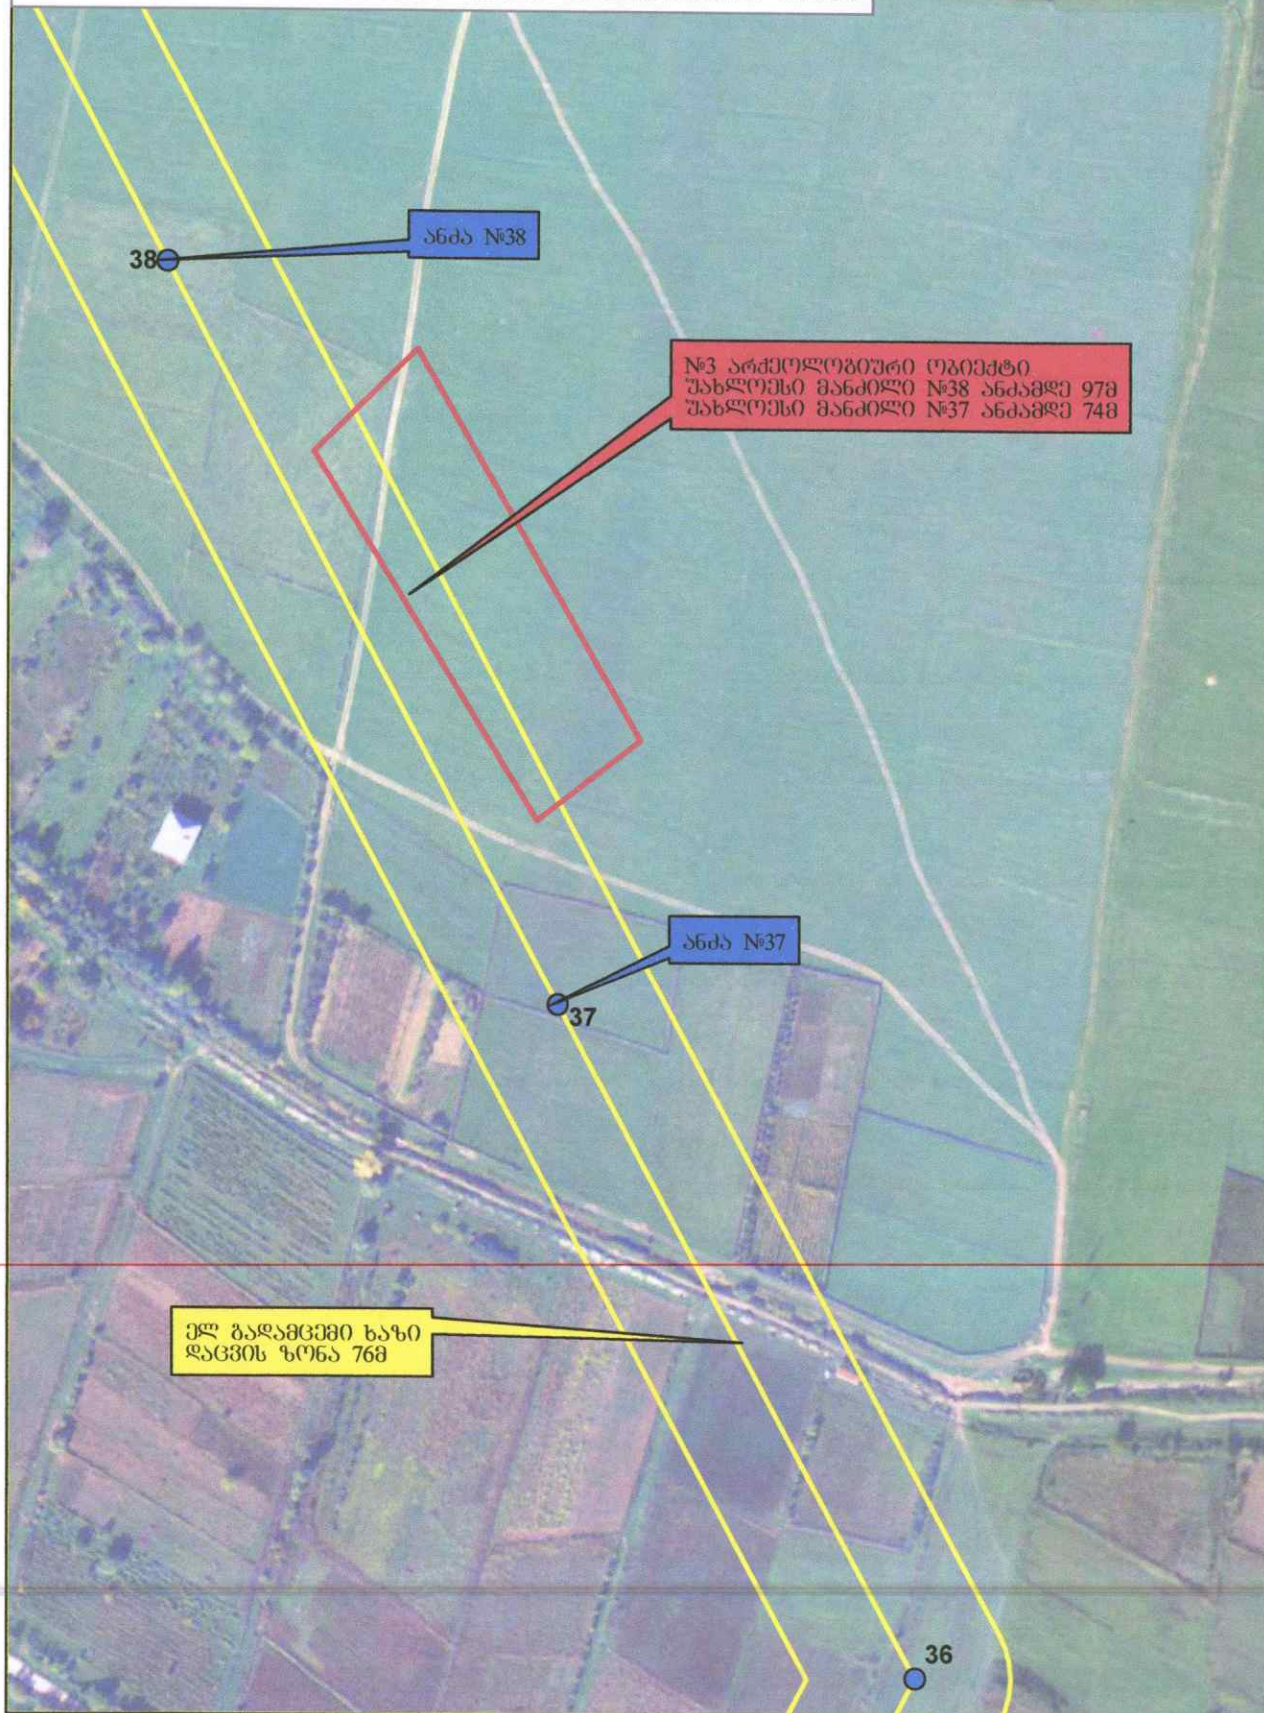 ანძა №38
38
№3 არქეოლოგიური ობიექტი
უახლოესი მანძილი №38 ანძამდე 97მ
უახლოესი მანძილი №37 ანძამდე 74მ
ანძა №37
37
ელ გადამცემი ხაზი
დაცვის ზონა 76მ
36